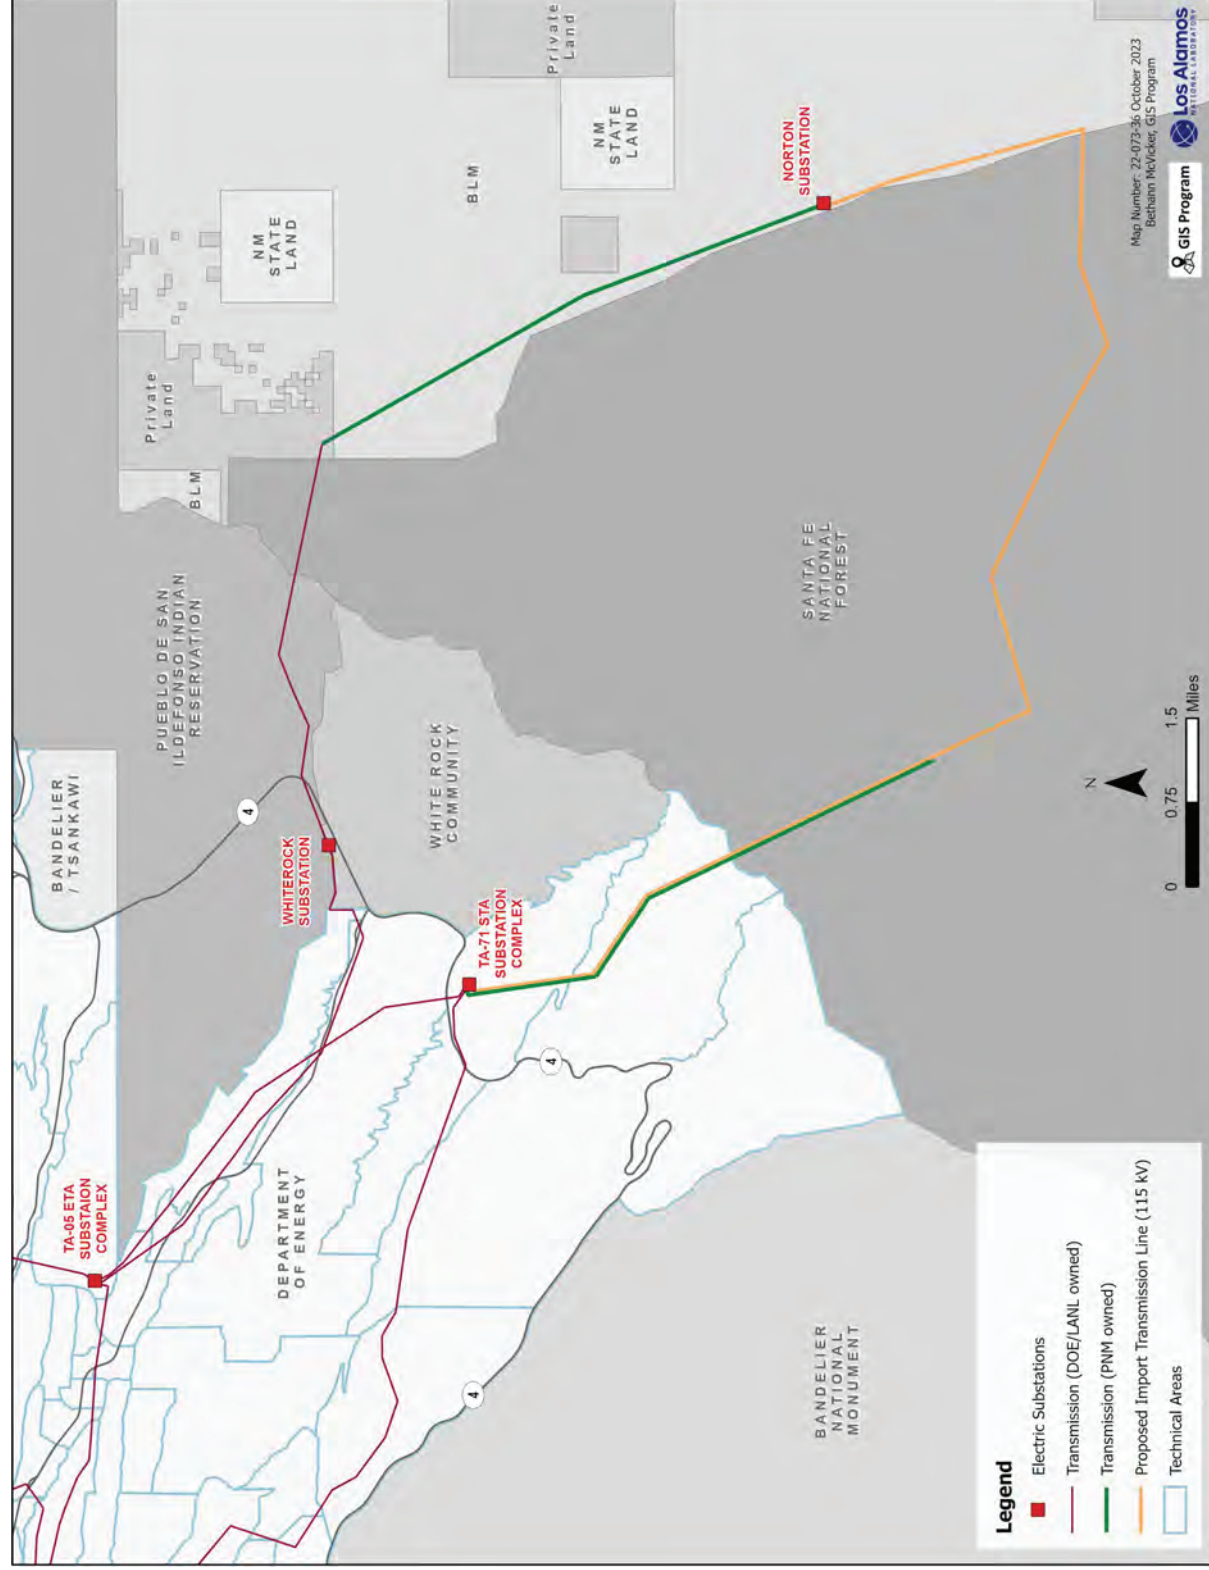 BANDELIER
/ TSANKAWI
PUEBLO DE SAN
ILDEFONSO INDIAN
RESERVATION
Private
Land
BLM
NM
STATE
LAND
Private
Land
BLM
NM
STATE
LAND
TA-05 ETA
SUBSTAION
COMPLEX
4
WHITEROCK
SUBSTATION
WHITE ROCK
COMMUNITY
TA-71 STA
SUBSTATION
COMPLEX
DEPARTMENT
OF ENERGY
4
4
NORTON
SUBSTATION
SANTA FE
NATIONAL
FOREST
BANDELIER
NATIONAL
MONUMENT
Legend
Electric Substations
Transmission (DOE/LANL owned)
Transmission (PNM owned)
Proposed Import Transmission Line (115 kV)
Technical Areas
N
0 0.75 1.5
Miles
Map Number: 22-073-36 October 2023
Bethann McVicker, GIS Program
GIS Program
Los Alamos
NATIONAL LABORATORY